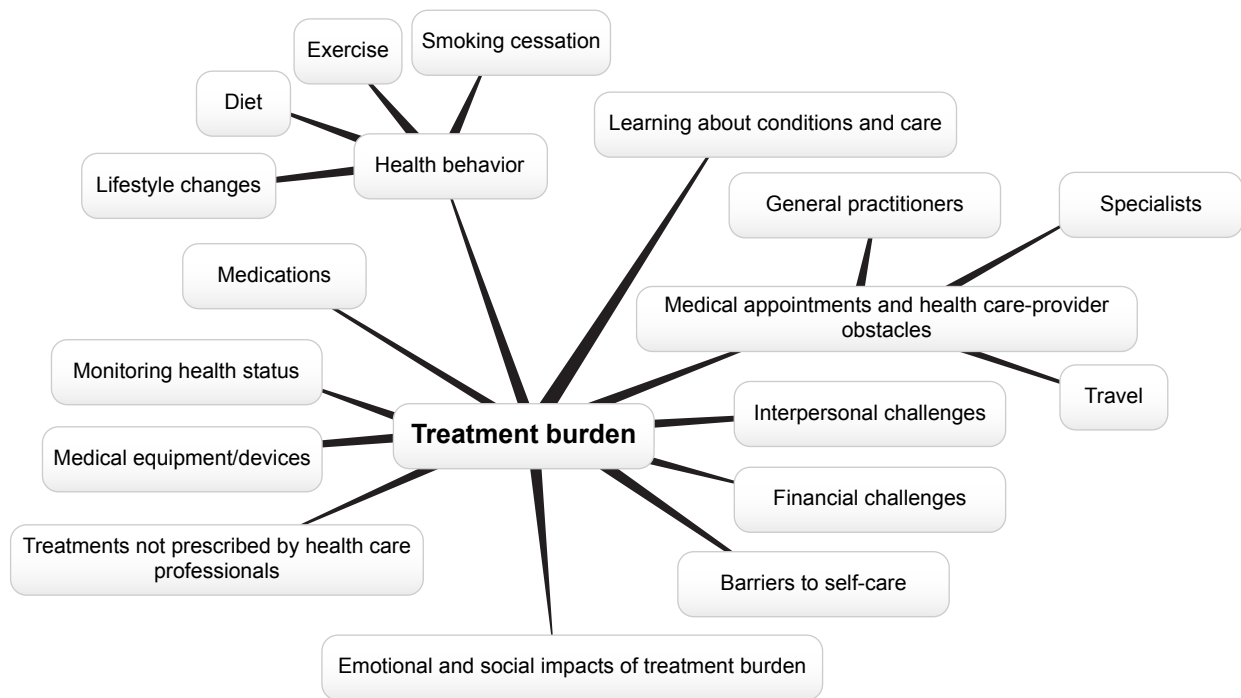 Smoking cessation
Exercise
Diet
Learning about conditions and care
Health behavior
Lifestyle changes
General practitioners
Specialists
Medications
Medical appointments and health care-provider
obstacles
Monitoring health status
Travel
Interpersonal challenges
Treatment burden
Medical equipment/devices
Financial challenges
Treatments not prescribed by health care
professionals
Barriers to self-care
Emotional and social impacts of treatment burden